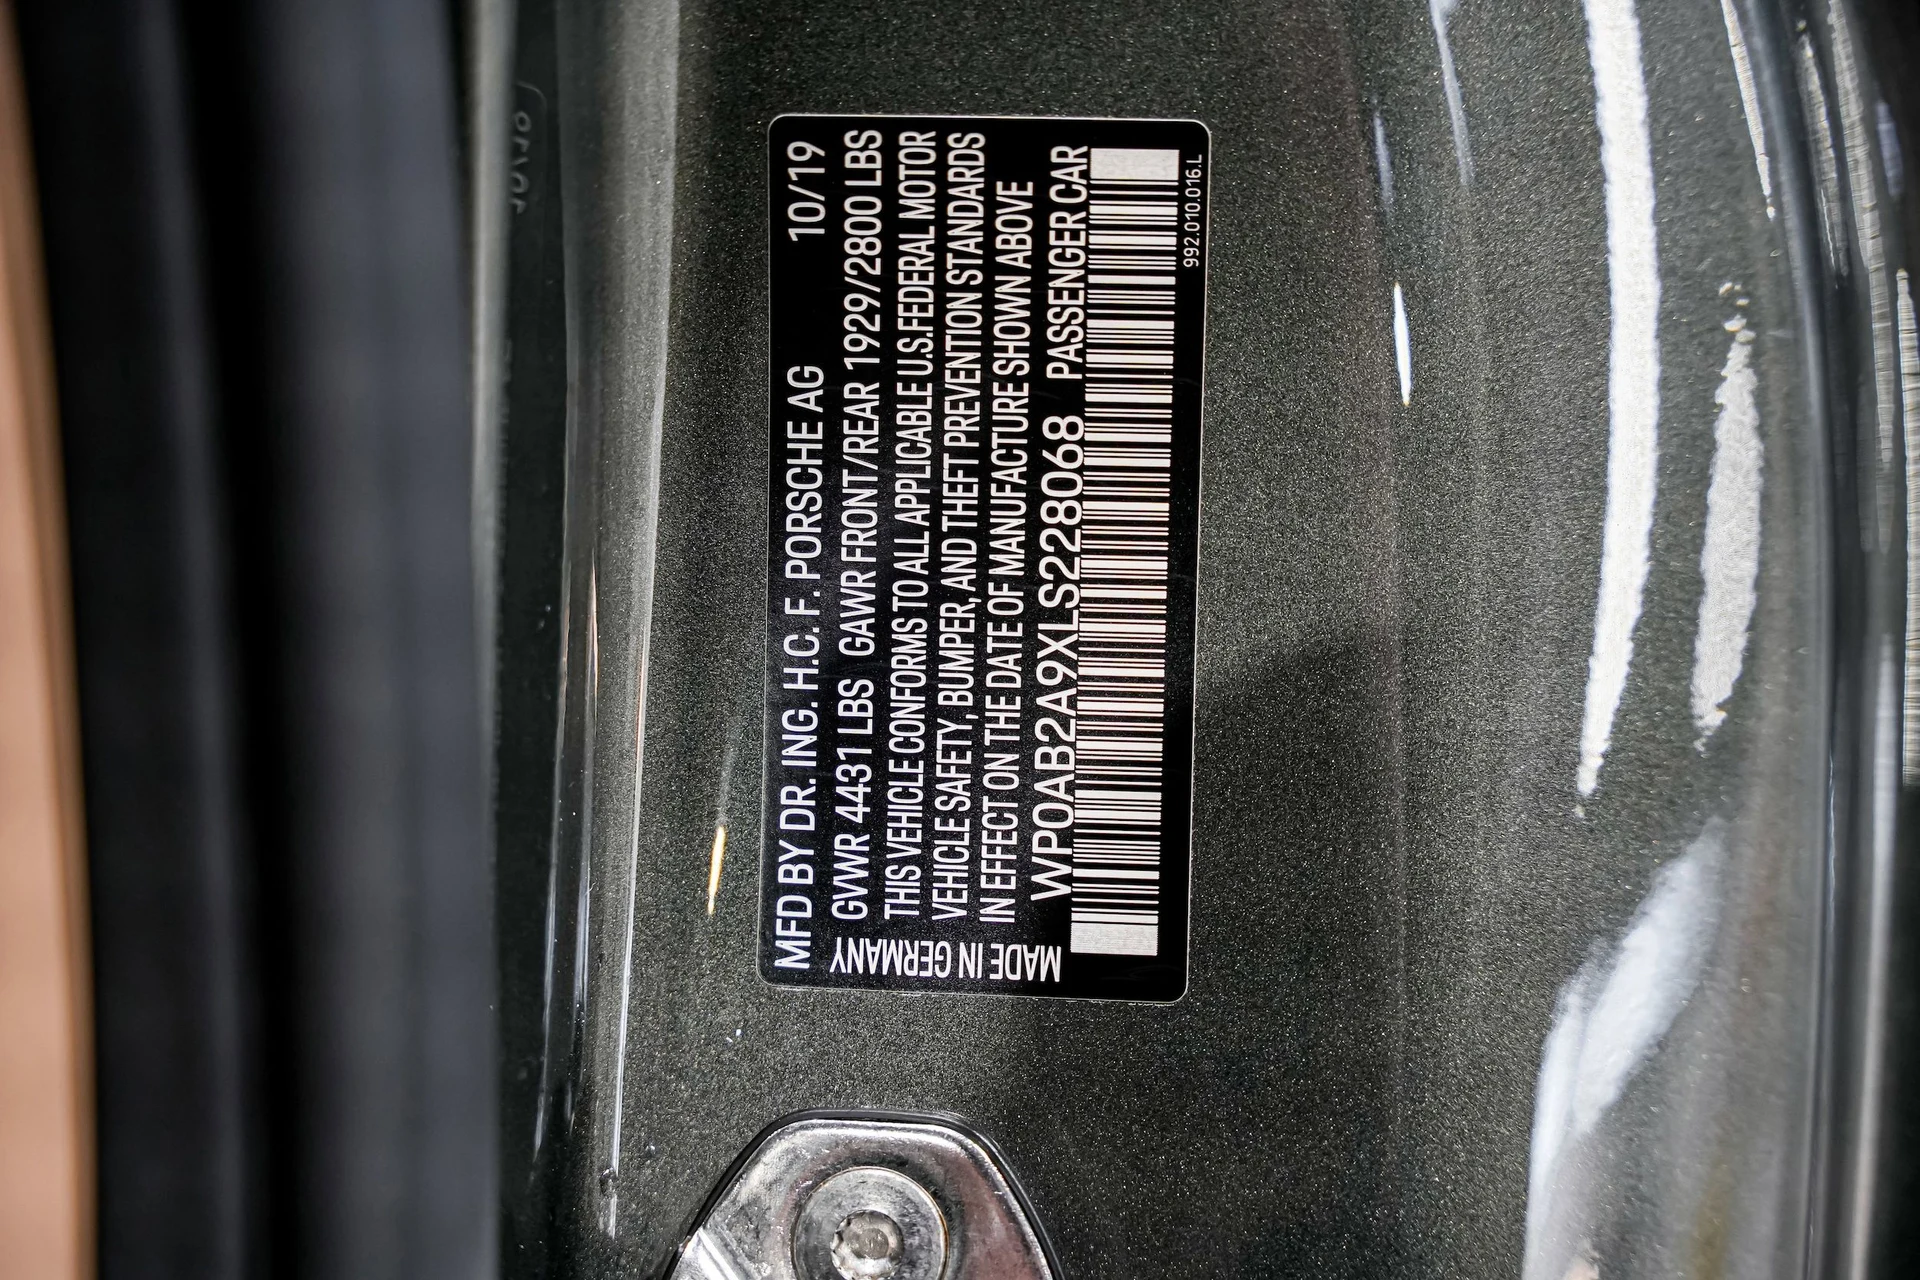 MFD BY DR. ING. H.C. F. PORSCHE AG 10/19
GVWR 4431 LBS GAWR FRONT/REAR 1929/2800 LBS
THIS VEHICLE CONFORMS TO ALL APPLICABLE U.S.FEDERAL MOTOR
VEHICLE SAFETY, BUMPER, AND THEFT PREVENTION STANDARDS
IN EFFECT ON THE DATE OF MANUFACTURE SHOWN ABOVE
WP0AB2A9XLS228068 PASSENGER CAR
992.010.016.L
MADE IN GERMANY